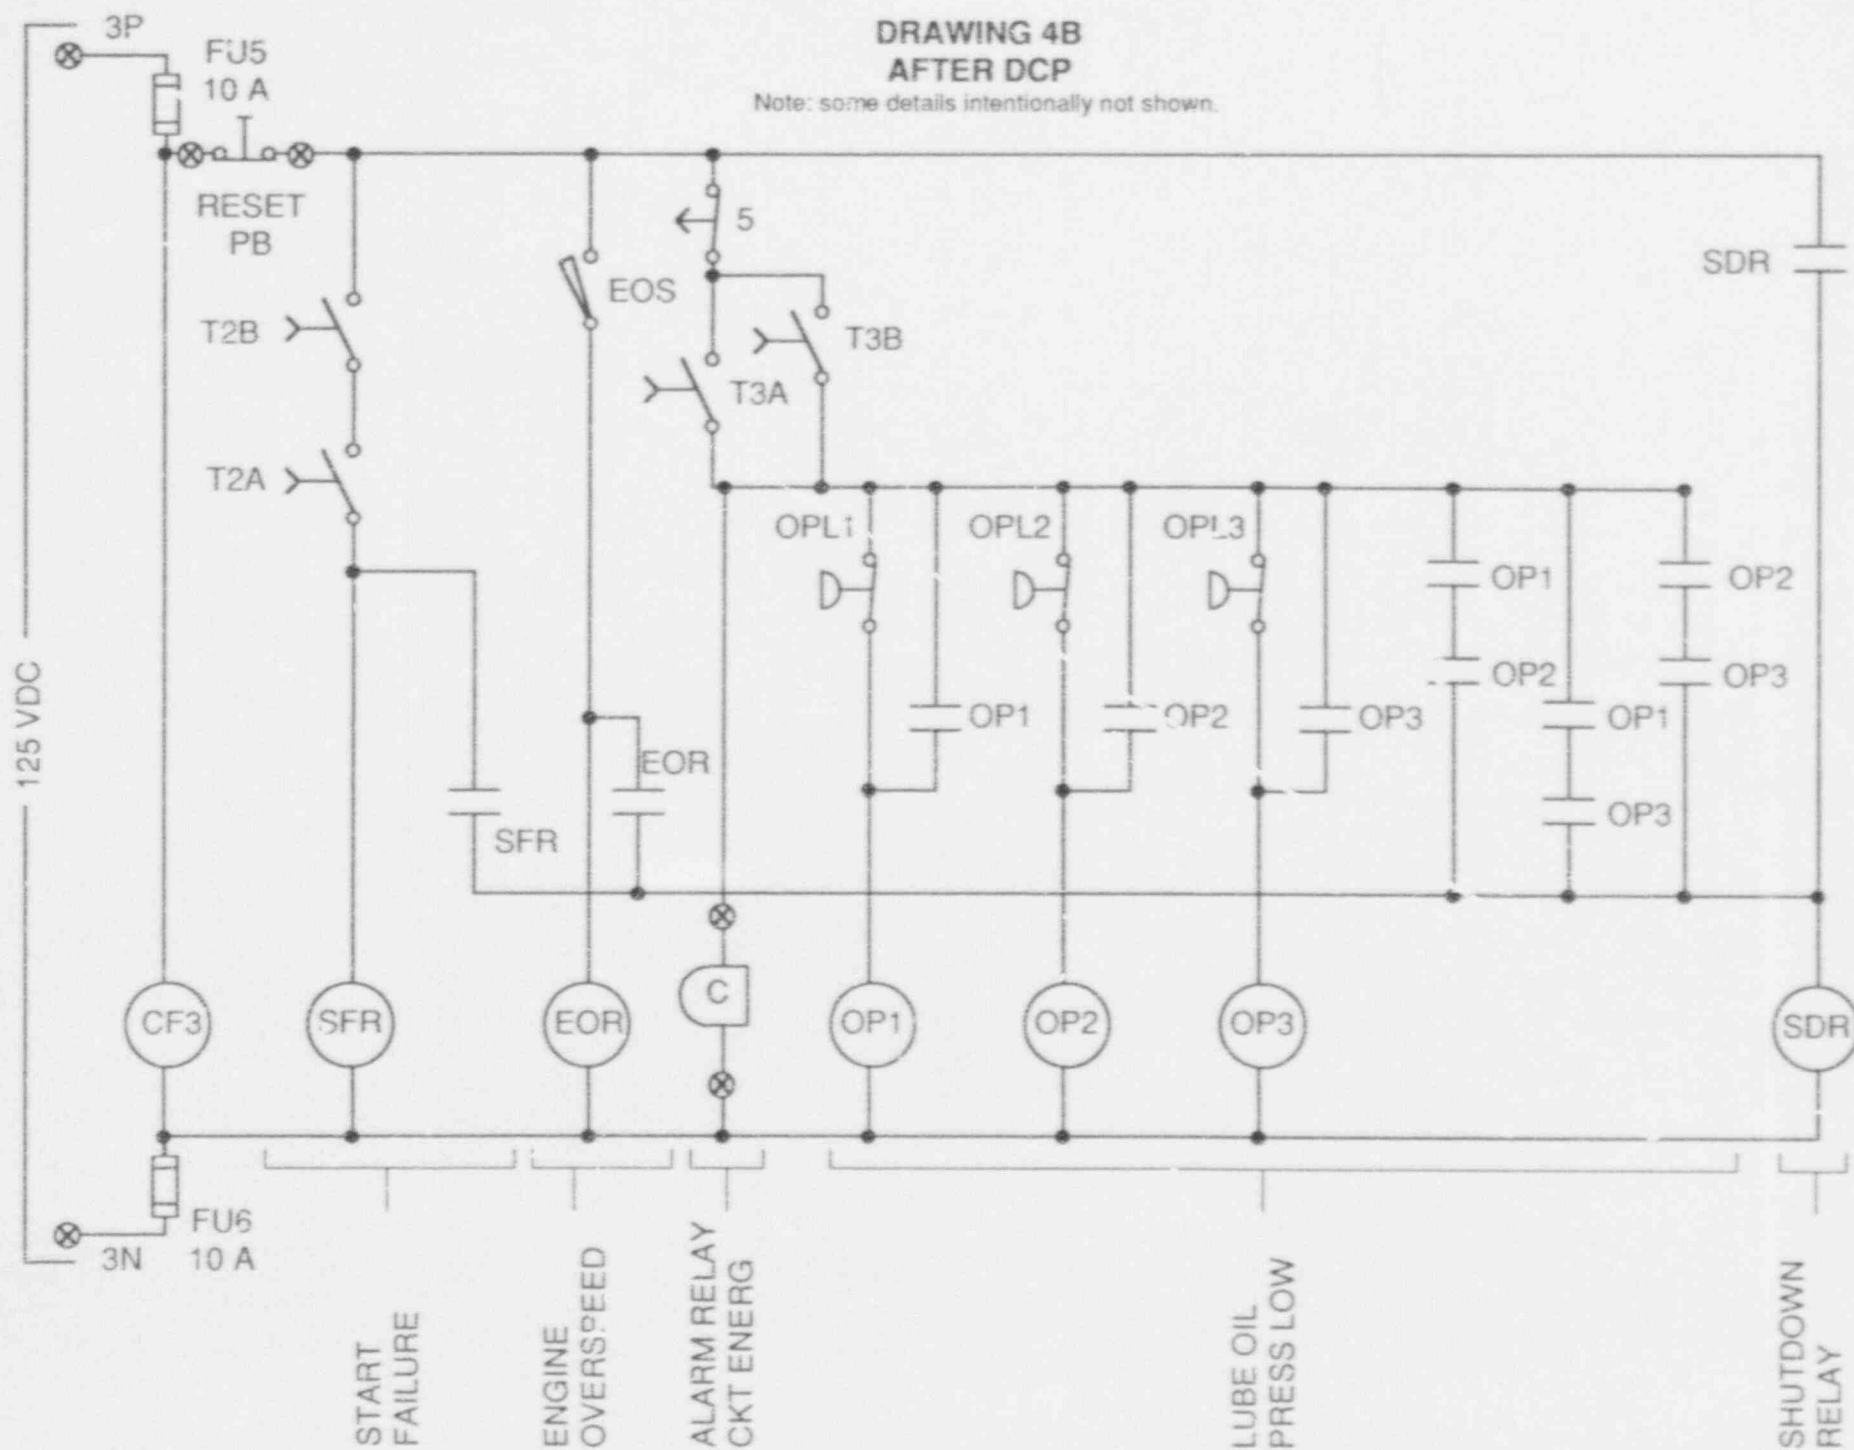 DRAWING 4B
AFTER DCP
Note: some details intentionally not shown.
3P
FU5
10 A
RESET
PB
5
EOS
SDR
T2B
T3B
T3A
T2A
OPL1
OPL2
OPL3
OP1
OP2
OP2
OP3
OP1
OP2
OP3
OP1
OP3
EOR
SFR
125 VDC
CF3
SFR
EOR
C
OP1
OP2
OP3
SDR
FU6
10 A
3N
START
FAILURE
ENGINE
OVERSPEED
ALARM RELAY
CKT ENERG
LUBE OIL
PRESS LOW
SHUTDOWN
RELAY